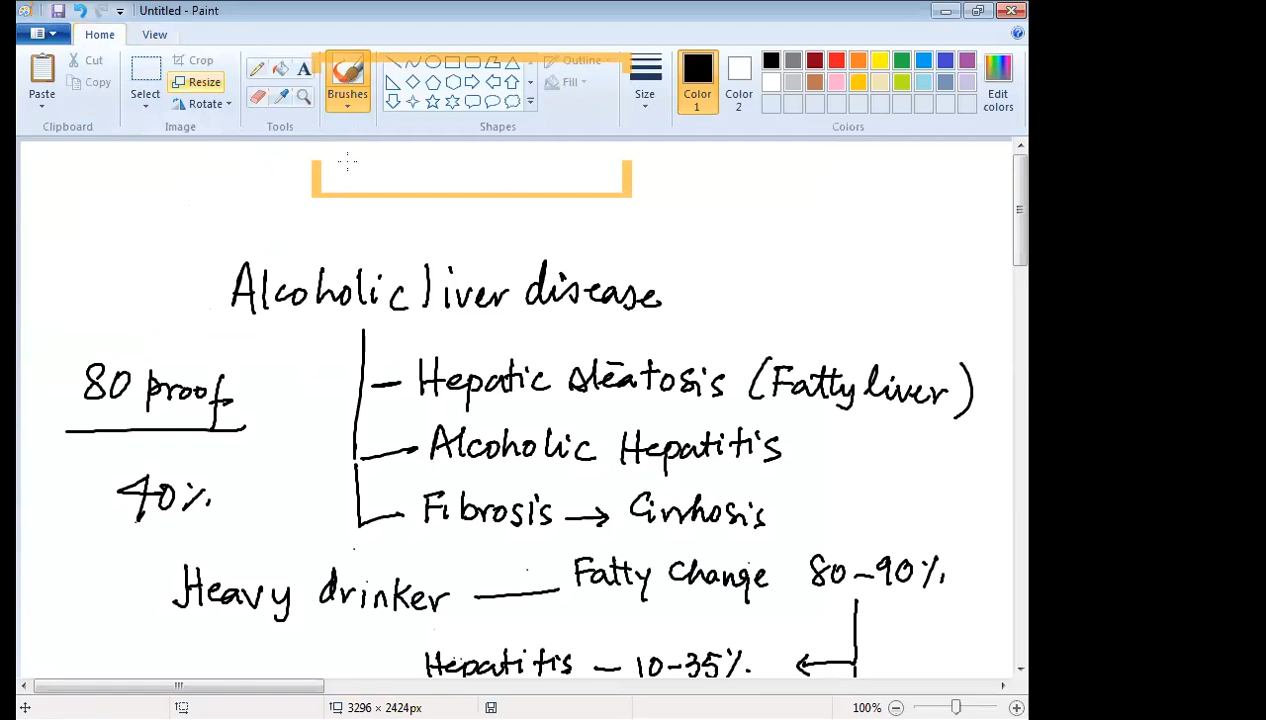 Untitled - Paint
Home
View
Paste
Cut
Copy
Clipboard
Select
Crop
Resize
Rotate
Image
Tools
Brushes
Outline
Fill
Shapes
Size
Color 1
Color 2
Edit colors
Colors
Alcoholic liver disease
80 proof
40%
Hepatic steatosis (Fatty liver)
Alcoholic Hepatitis
Fibrosis → Cirrhosis
Heavy drinker — Fatty change 80-90%
Hepatitis - 10-35%. ←
3296 × 2424px
100%